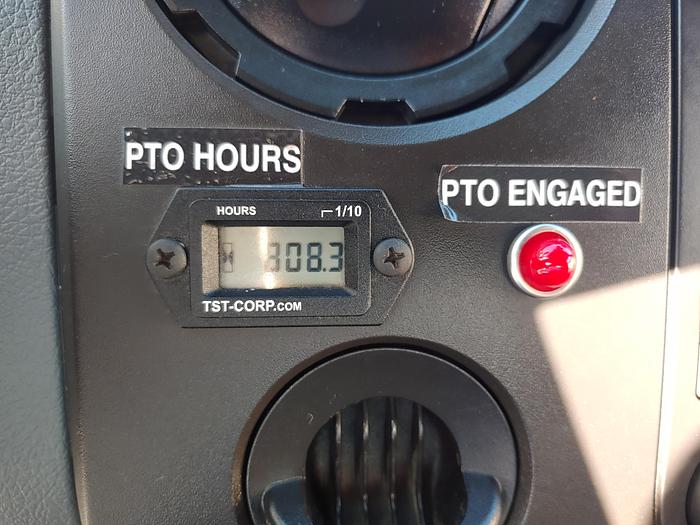 PTO HOURS
PTO ENGAGED
HOURS 1/10
308.3
TST-CORP.COM